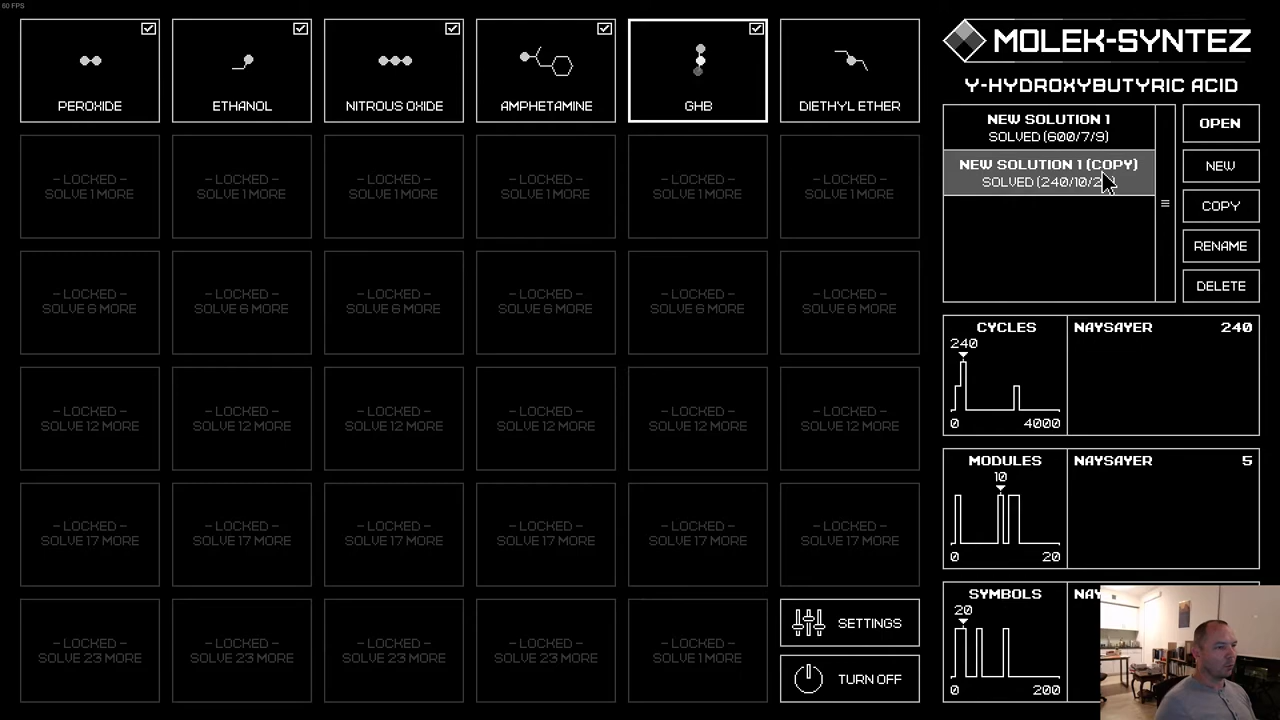 60 FPS
PEROXIDE
ETHANOL
NITROUS OXIDE
AMPHETAMINE
GHB
DIETHYL ETHER
- LOCKED -
SOLVE 1 MORE
- LOCKED -
SOLVE 1 MORE
- LOCKED -
SOLVE 1 MORE
- LOCKED -
SOLVE 1 MORE
- LOCKED -
SOLVE 1 MORE
- LOCKED -
SOLVE 1 MORE
- LOCKED -
SOLVE 6 MORE
- LOCKED -
SOLVE 6 MORE
- LOCKED -
SOLVE 6 MORE
- LOCKED -
SOLVE 6 MORE
- LOCKED -
SOLVE 6 MORE
- LOCKED -
SOLVE 6 MORE
- LOCKED -
SOLVE 12 MORE
- LOCKED -
SOLVE 12 MORE
- LOCKED -
SOLVE 12 MORE
- LOCKED -
SOLVE 12 MORE
- LOCKED -
SOLVE 12 MORE
- LOCKED -
SOLVE 12 MORE
- LOCKED -
SOLVE 17 MORE
- LOCKED -
SOLVE 17 MORE
- LOCKED -
SOLVE 17 MORE
- LOCKED -
SOLVE 17 MORE
- LOCKED -
SOLVE 17 MORE
- LOCKED -
SOLVE 17 MORE
- LOCKED -
SOLVE 23 MORE
- LOCKED -
SOLVE 23 MORE
- LOCKED -
SOLVE 23 MORE
- LOCKED -
SOLVE 23 MORE
- LOCKED -
SOLVE 1 MORE
SETTINGS
TURN OFF
MOLEK-SYNTEZ
Y-HYDROXYBUTYRIC ACID
NEW SOLUTION 1
SOLVED (600/7/9)
NEW SOLUTION 1 (COPY)
SOLVED (240/10/2
OPEN
NEW
COPY
RENAME
DELETE
CYCLES
240
0 4000
NAYSAYER 240
MODULES
10
0 20
NAYSAYER 5
SYMBOLS
20
0 200
NAY